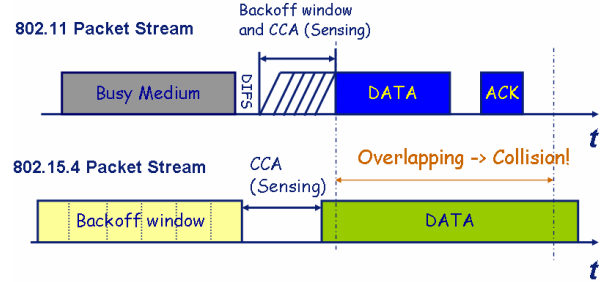 Backoff window
and CCA (Sensing)
802.11 Packet Stream
Busy Medium
DIFS
DATA
ACK
t
802.15.4 Packet Stream
CCA
(Sensing)
Overlapping -> Collision!
Backoff window
DATA
t